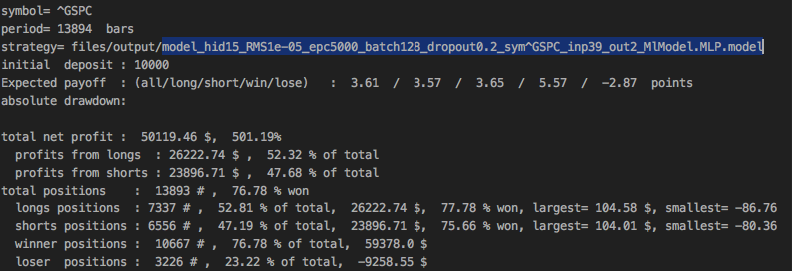 symbol= ^GSPC
period= 13894  bars
strategy= files/output/model_hid15_RMS1e-05_epc5000_batch128_dropout0.2_sym^GSPC_inp39_out2_MlModel.MLP.model
initial  deposit : 10000
Expected payoff : (all/long/short/win/lose)   :  3.61  /  3.57  /  3.65  /  5.57  /  -2.87  points
absolute drawdown:
total net profit :  50119.46 $,  501.19%
  profits from longs  : 26222.74 $ ,  52.32 % of total
  profits from shorts : 23896.71 $ ,  47.68 % of total
total positions    :  13893 # ,  76.78 % won
  longs positions  : 7337 # ,  52.81 % of total,  26222.74 $,  77.78 % won, largest= 104.58 $, smallest= -86.76
  shorts positions : 6556 # ,  47.19 % of total,  23896.71 $,  75.66 % won, largest= 104.01 $, smallest= -80.36
  winner positions :  10667 # ,  76.78 % of total,  59378.0 $
  loser  positions :  3226 # ,  23.22 % of total,  -9258.55 $